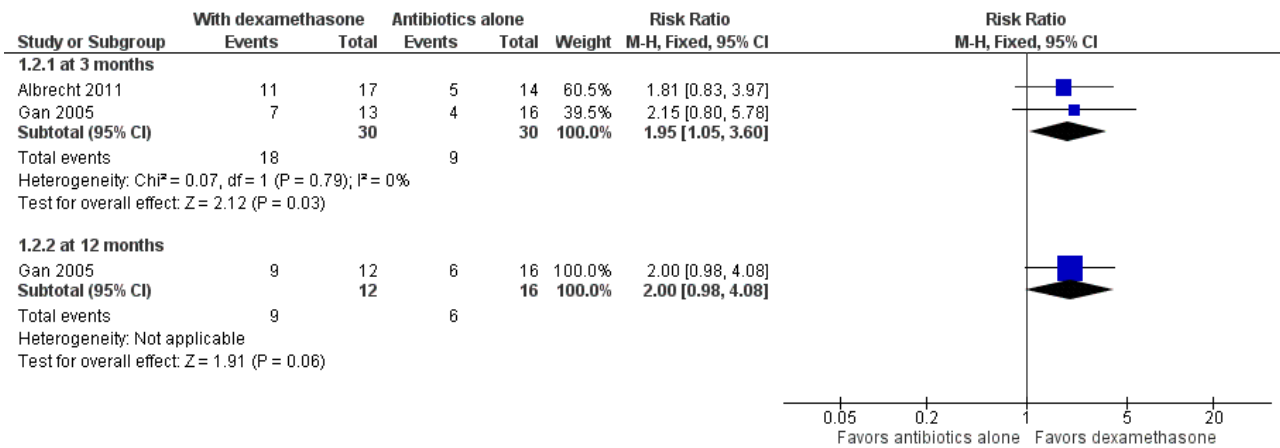 With dexamethasone Antibiotics alone Risk Ratio Risk Ratio
Study or Subgroup Events Total Events Total Weight M-H, Fixed, 95% CI M-H, Fixed, 95% CI
1.2.1 at 3 months
Albrecht 2011 11 17 5 14 60.5% 1.81 [0.83, 3.97]
Gan 2005 7 13 4 16 39.5% 2.15 [0.80, 5.78]
Subtotal (95% CI) 30 30 100.0% 1.95 [1.05, 3.60]
Total events 18 9
Heterogeneity: Chi² = 0.07, df = 1 (P = 0.79); I² = 0%
Test for overall effect: Z = 2.12 (P = 0.03)
1.2.2 at 12 months
Gan 2005 9 12 6 16 100.0% 2.00 [0.98, 4.08]
Subtotal (95% CI) 12 16 100.0% 2.00 [0.98, 4.08]
Total events 9 6
Heterogeneity: Not applicable
Test for overall effect: Z = 1.91 (P = 0.06)
0.05 0.2 1 5 20
Favors antibiotics alone Favors dexamethasone